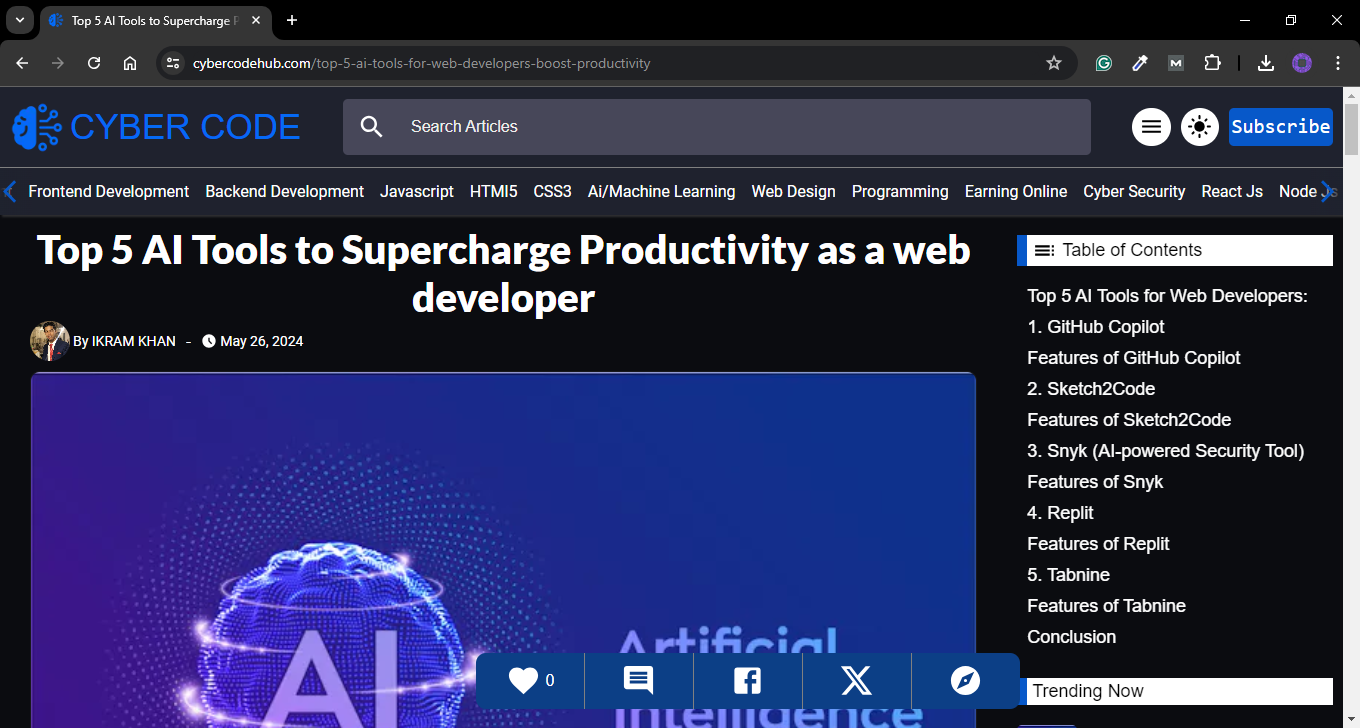 Top 5 AI Tools to Supercharge P
cybercodehub.com/top-5-ai-tools-for-web-developers-boost-productivity
CYBER CODE
Search Articles
Subscribe
Frontend Development Backend Development Javascript HTMl5 CSS3 Ai/Machine Learning Web Design Programming Earning Online Cyber Security React Js Node Js
Top 5 AI Tools to Supercharge Productivity as a web
developer
By IKRAM KHAN - May 26, 2024
AI
Artificial
Intelligence
0
Table of Contents
Top 5 AI Tools for Web Developers:
1. GitHub Copilot
Features of GitHub Copilot
2. Sketch2Code
Features of Sketch2Code
3. Snyk (AI-powered Security Tool)
Features of Snyk
4. Replit
Features of Replit
5. Tabnine
Features of Tabnine
Conclusion
Trending Now